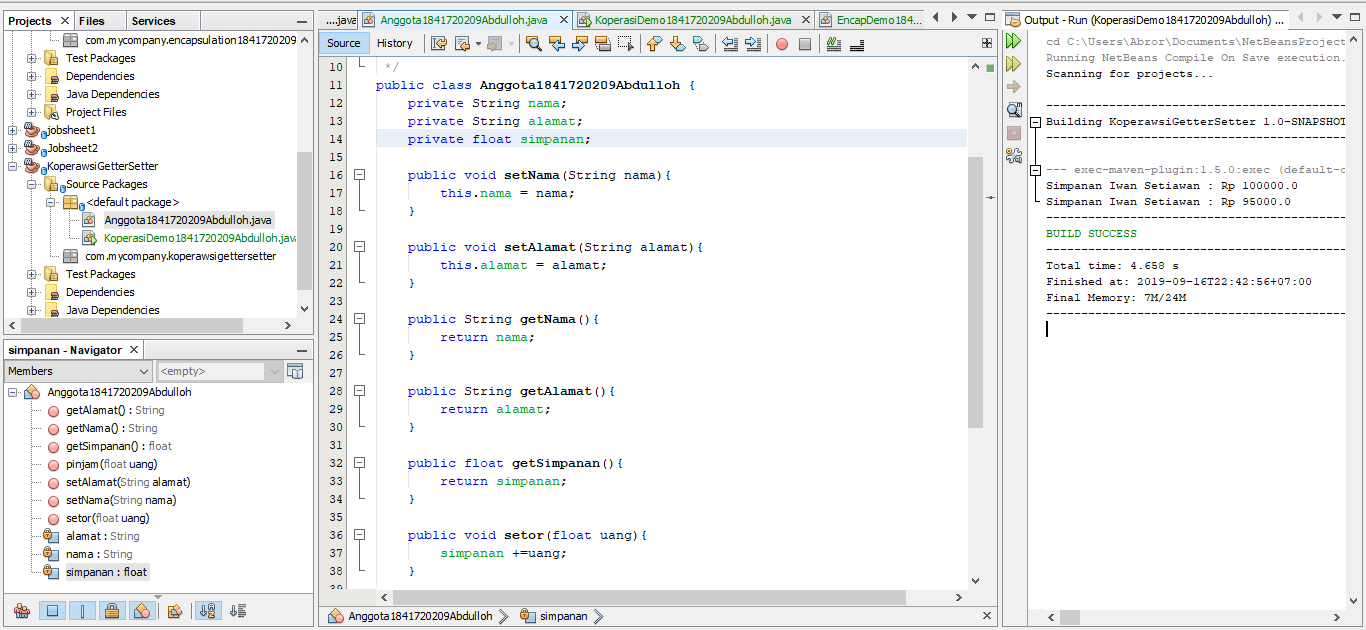 Projects
Files
Services
com.mycompany.encapsulation1841720209
Test Packages
Dependencies
Java Dependencies
Project Files
jobsheet1
Jobsheet2
KoperawsiGetterSetter
Source Packages
<default package>
Anggota1841720209Abdulloh.java
KoperasiDemo1841720209Abdulloh.java
com.mycompany.koperawsigettersetter
Test Packages
Dependencies
Java Dependencies
simpanan - Navigator
Members
<empty>
Anggota1841720209Abdulloh
getAlamat() : String
getNama() : String
getSimpanan() : float
pinjam(float uang)
setAlamat(String alamat)
setNama(String nama)
setor(float uang)
alamat : String
nama : String
simpanan : float
....java
Anggota1841720209Abdulloh.java
KoperasiDemo1841720209Abdulloh.java
EncapDemo184...
Source
History
10 */
11 public class Anggota1841720209Abdulloh {
12 private String nama;
13 private String alamat;
14 private float simpanan;
15
16 public void setNama(String nama){
17 this.nama = nama;
18 }
19
20 public void setAlamat(String alamat){
21 this.alamat = alamat;
22 }
23
24 public String getNama(){
25 return nama;
26 }
27
28 public String getAlamat(){
29 return alamat;
30 }
31
32 public float getSimpanan(){
33 return simpanan;
34 }
35
36 public void setor(float uang){
37 simpanan +=uang;
38 }
39
Anggota1841720209Abdulloh
simpanan
Output - Run (KoperasiDemo1841720209Abdulloh) ...
cd C:\Users\Abror\Documents\NetBeansProject
Running NetBeans Compile On Save execution.
Scanning for projects...
Building KoperawsiGetterSetter 1.0-SNAPSHOT
--- exec-maven-plugin:1.5.0:exec (default-c
Simpanan Iwan Setiawan : Rp 100000.0
Simpanan Iwan Setiawan : Rp 95000.0
BUILD SUCCESS
Total time: 4.658 s
Finished at: 2019-09-16T22:42:56+07:00
Final Memory: 7M/24M